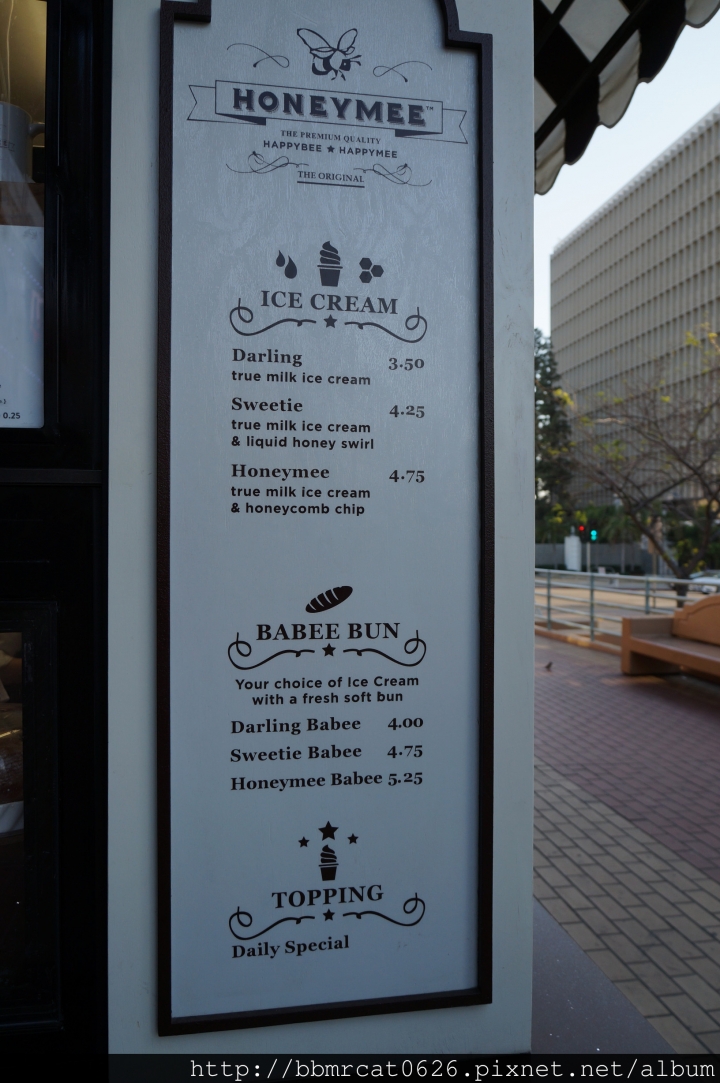 HONEYMEE™
THE PREMIUM QUALITY
HAPPYBEE ★ HAPPYMEE
THE ORIGINAL
ICE CREAM
Darling 3.50
true milk ice cream
Sweetie 4.25
true milk ice cream
& liquid honey swirl
Honeymee 4.75
true milk ice cream
& honeycomb chip
BABEE BUN
Your choice of Ice Cream
with a fresh soft bun
Darling Babee 4.00
Sweetie Babee 4.75
Honeymee Babee 5.25
TOPPING
Daily Special
0.25
http://bbmrcat0626.pixnet.net/album